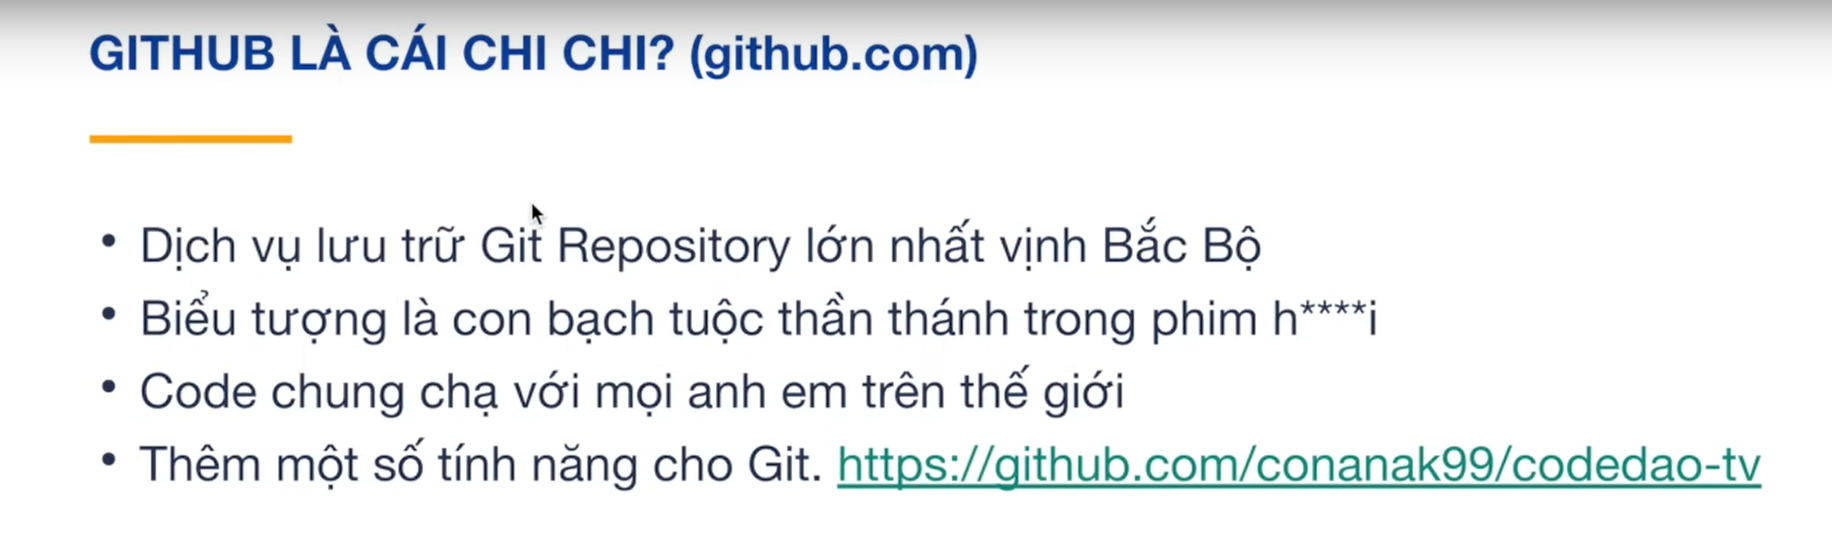 GITHUB LÀ CÁI CHI CHI? (github.com)
• Dịch vụ lưu trữ Git Repository lớn nhất vịnh Bắc Bộ
• Biểu tượng là con bạch tuộc thần thánh trong phim h****i
• Code chung chạ với mọi anh em trên thế giới
• Thêm một số tính năng cho Git. https://github.com/conanak99/codedao-tv